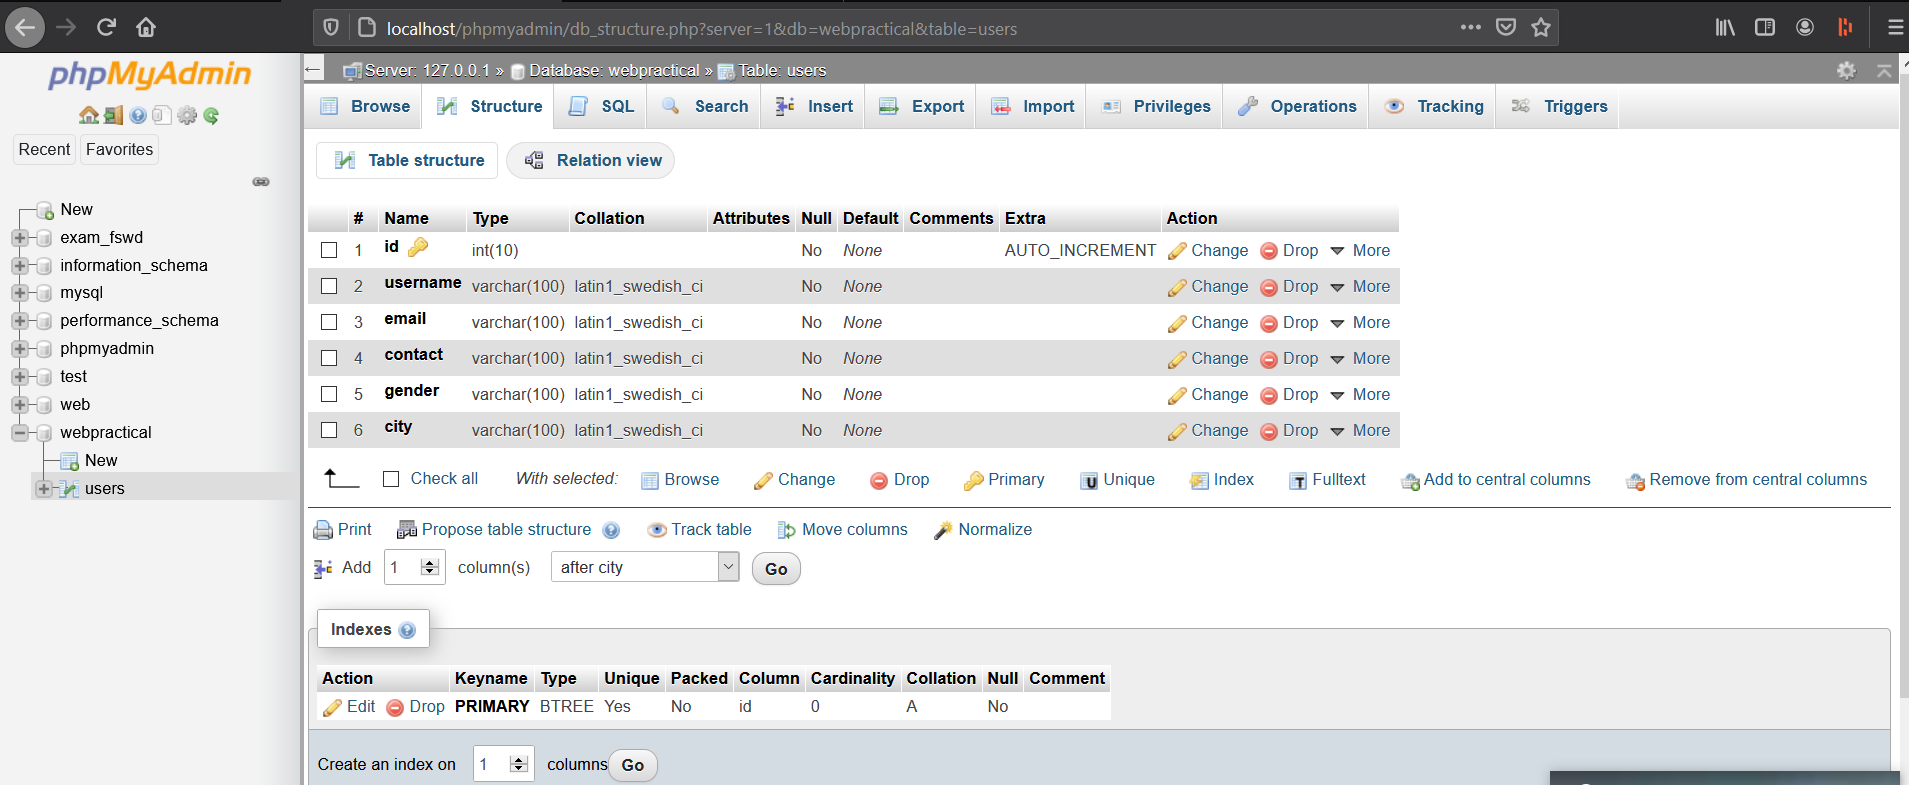 localhost/phpmyadmin/db_structure.php?server=1&db=webpractical&table=users
phpMyAdmin
Recent Favorites
New
exam_fswd
information_schema
mysql
performance_schema
phpmyadmin
test
web
webpractical
New
users
Server: 127.0.0.1 » Database: webpractical » Table: users
Browse Structure SQL Search Insert Export Import Privileges Operations Tracking Triggers
Table structure Relation view
# Name Type Collation Attributes Null Default Comments Extra Action
1 id int(10) No None AUTO_INCREMENT Change Drop More
2 username varchar(100) latin1_swedish_ci No None Change Drop More
3 email varchar(100) latin1_swedish_ci No None Change Drop More
4 contact varchar(100) latin1_swedish_ci No None Change Drop More
5 gender varchar(100) latin1_swedish_ci No None Change Drop More
6 city varchar(100) latin1_swedish_ci No None Change Drop More
Check all With selected: Browse Change Drop Primary Unique Index Fulltext Add to central columns Remove from central columns
Print Propose table structure Track table Move columns Normalize
Add 1 column(s) after city Go
Indexes
Action Keyname Type Unique Packed Column Cardinality Collation Null Comment
Edit Drop PRIMARY BTREE Yes No id 0 A No
Create an index on 1 columns Go